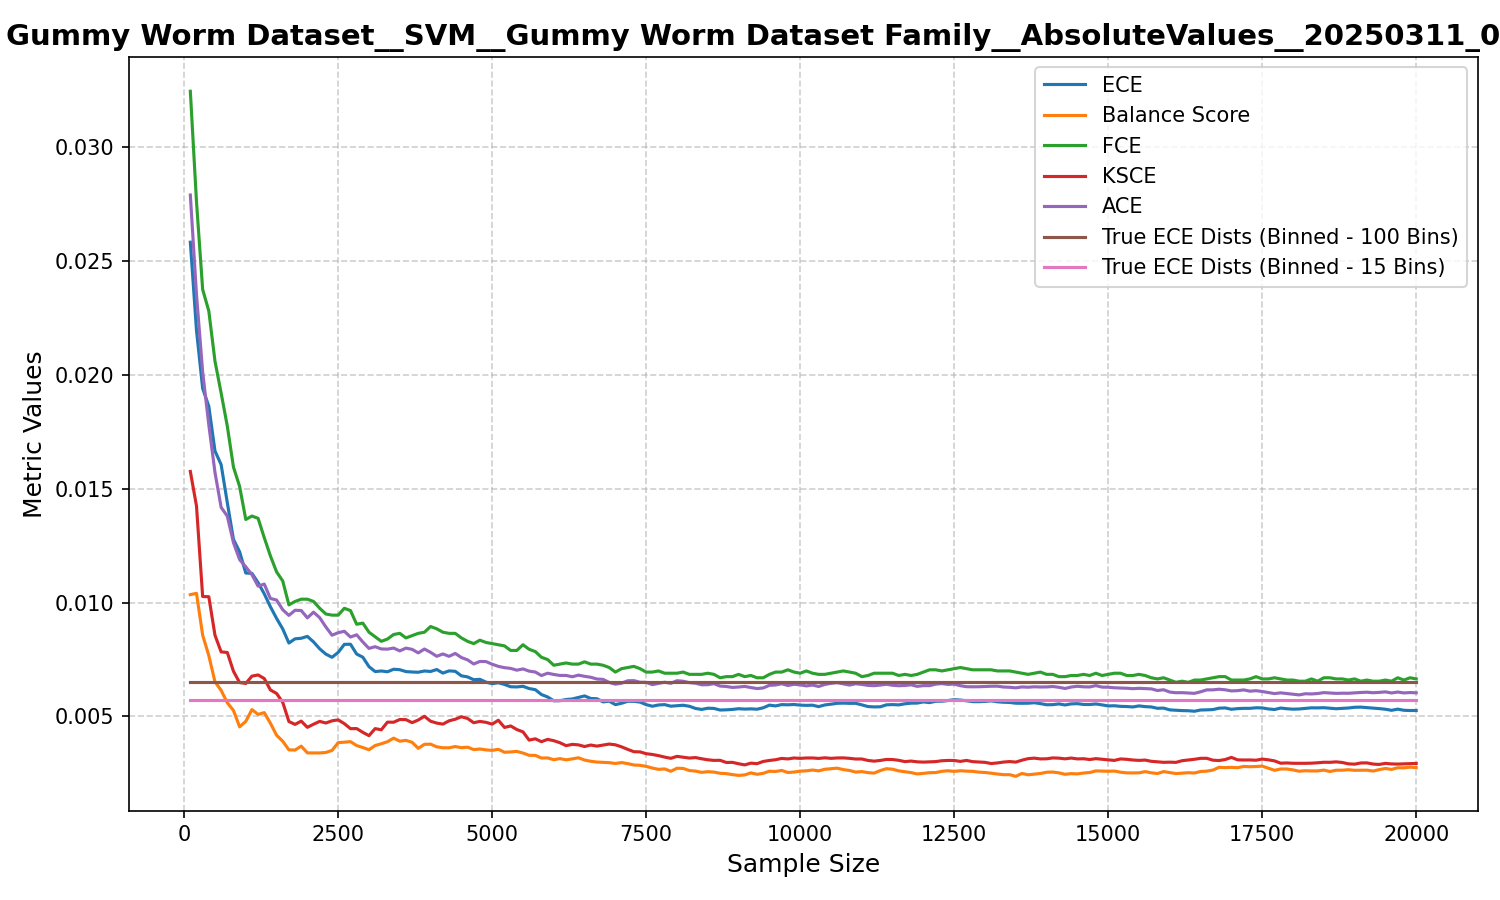 Gummy Worm Dataset__SVM__Gummy Worm Dataset Family__AbsoluteValues__20250311_0
Metric Values
0.030
0.025
0.020
0.015
0.010
0.005
ECE
Balance Score
FCE
KSCE
ACE
True ECE Dists (Binned - 100 Bins)
True ECE Dists (Binned - 15 Bins)
0 2500 5000 7500 10000 12500 15000 17500 20000
Sample Size